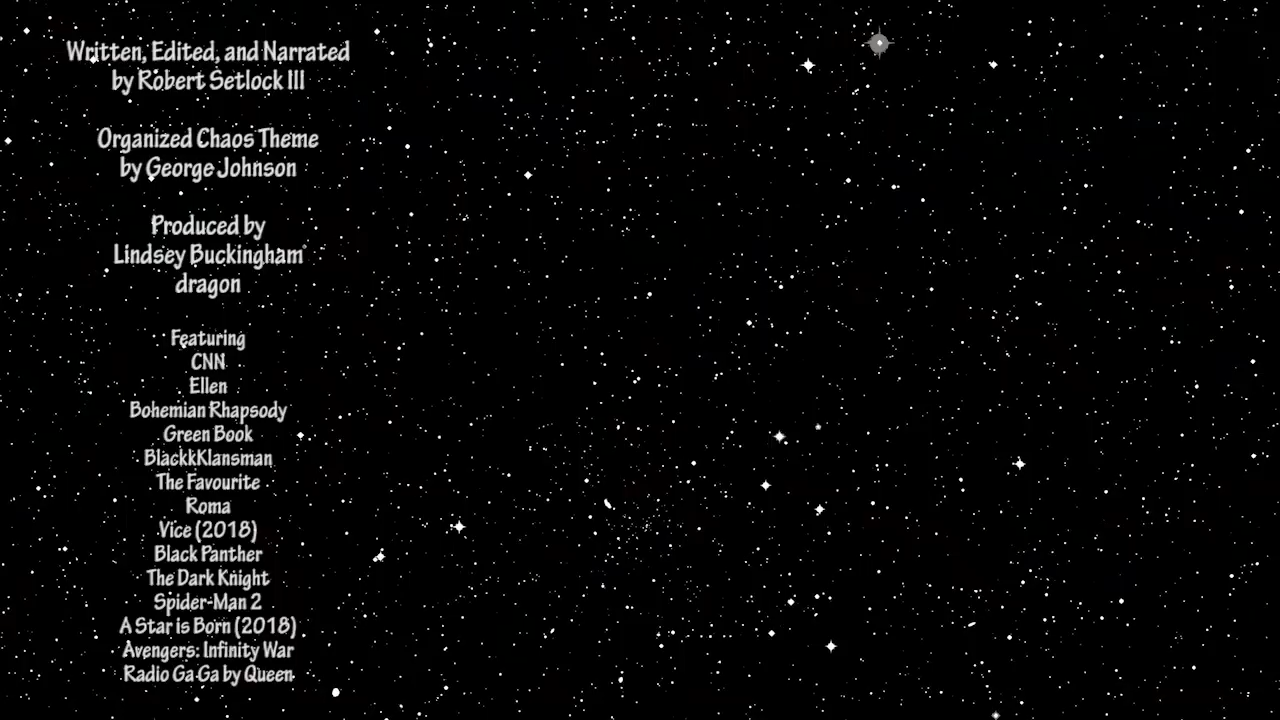 Written, Edited, and Narrated
by Robert Setlock III
Organized Chaos Theme
by George Johnson
Produced by
Lindsey Buckingham
dragon
Featuring
CNN
Ellen
Bohemian Rhapsody
Green Book
BlackkKlansman
The Favourite
Roma
Vice (2018)
Black Panther
The Dark Knight
Spider-Man 2
A Star is Born (2018)
Avengers: Infinity War
Radio Ga Ga by Queen